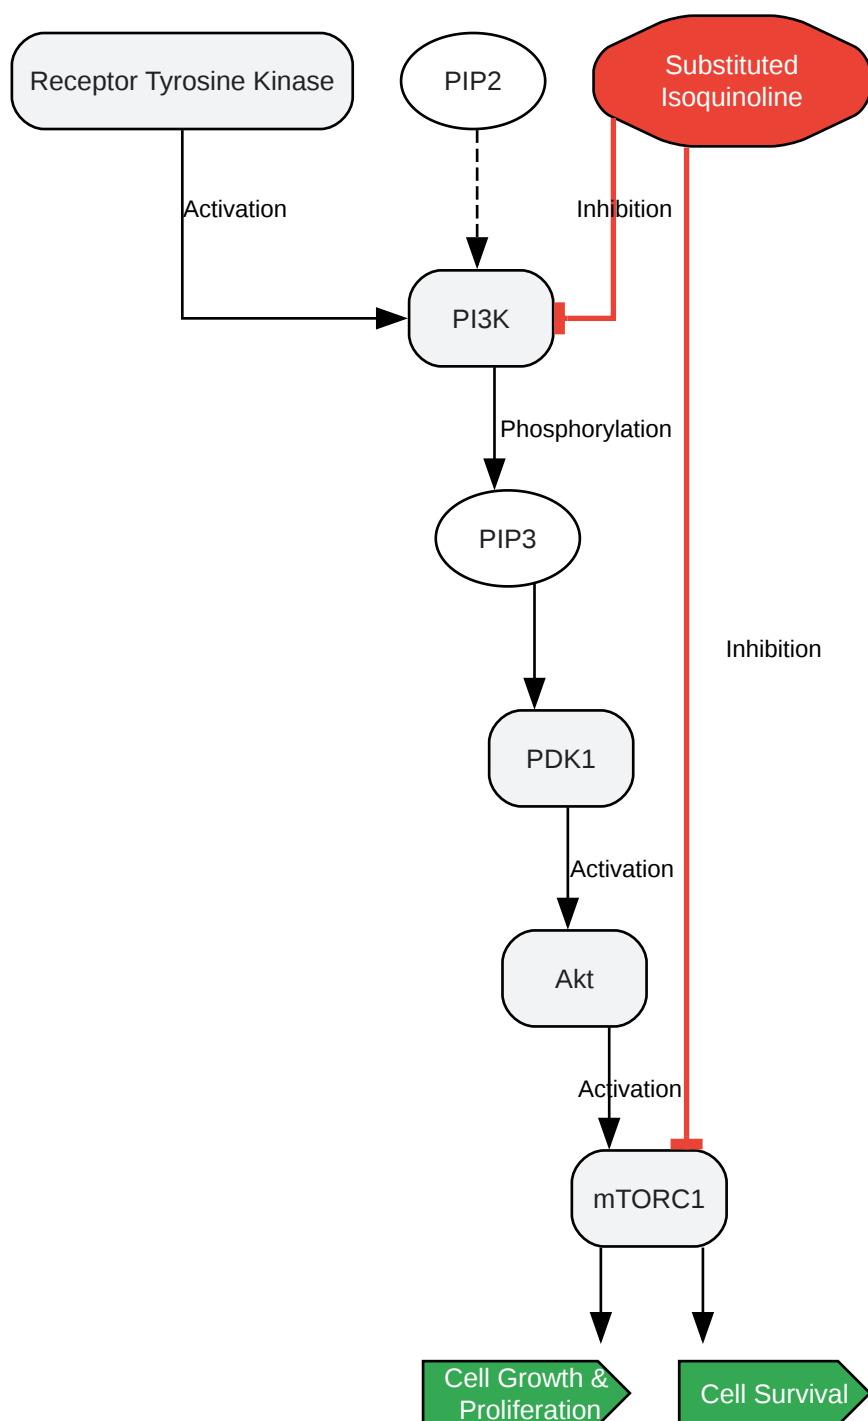 Receptor Tyrosine Kinase
PIP2
Substituted
Isoquinoline
Activation
Inhibition
PI3K
Phosphorylation
PIP3
Inhibition
PDK1
Activation
Akt
Activation
mTORC1
Cell Growth &
Proliferation
Cell Survival